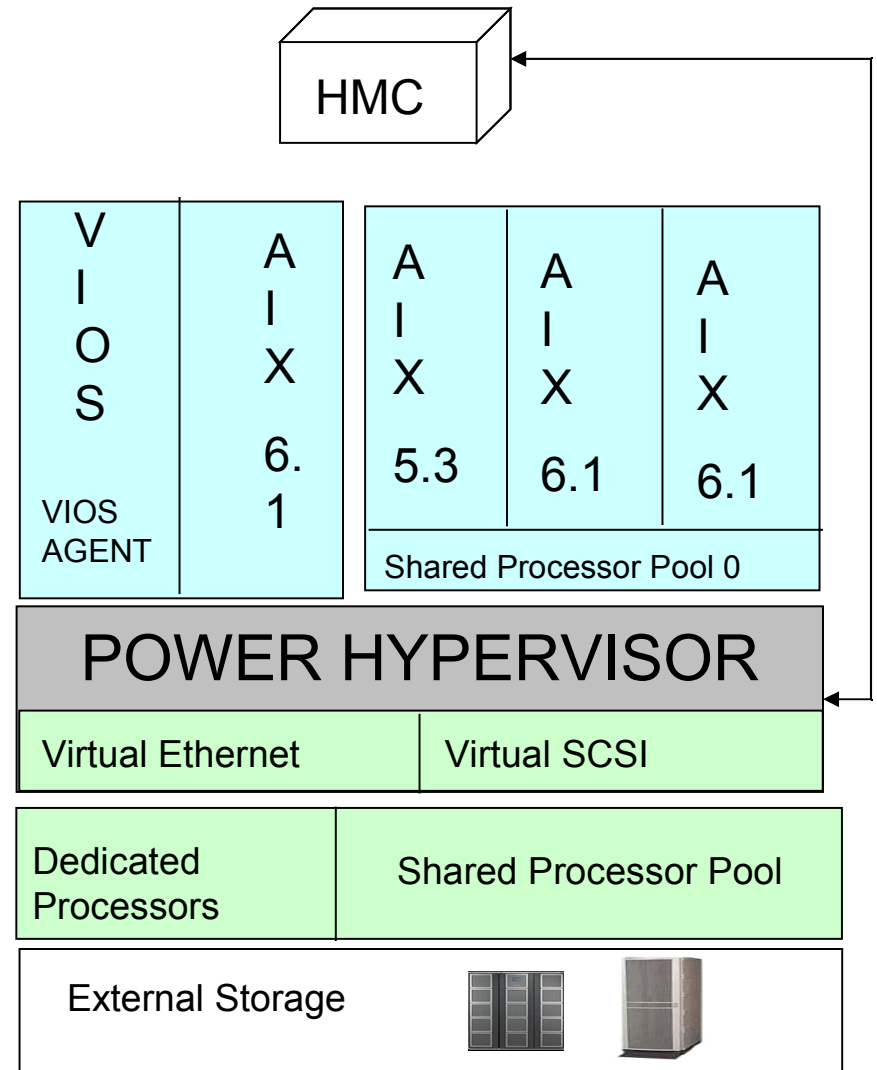 HMC
V
I
O
S
VIOS
AGENT
A
I
X
6.
1
A
I
X
5.3
A
I
X
6.1
A
I
X
6.1
Shared Processor Pool 0
POWER HYPERVISOR
Virtual Ethernet
Virtual SCSI
Dedicated
Processors
Shared Processor Pool
External Storage